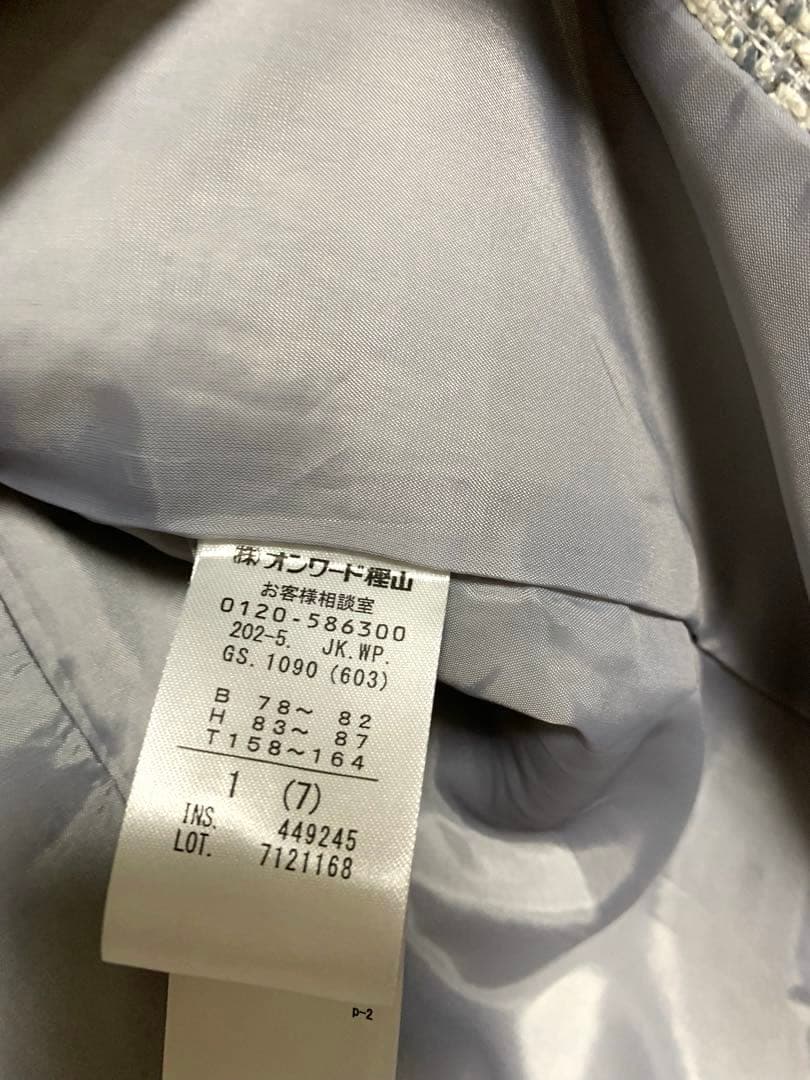 (株)オンワード樫山
お客様相談室
0120-586300
202-5. JK.WP.
GS.1090(603)
B 78〜 82
H 83〜 87
T158〜164
1 (7)
INS. 449245
LOT. 7121168
p-2